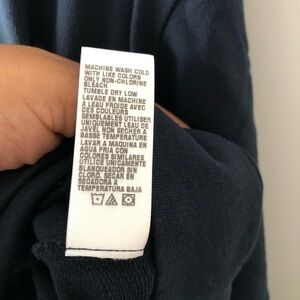 MACHINE WASH COLD
WITH LIKE COLORS
ONLY NON-CHLORINE
BLEACH
TUMBLE DRY LOW
LAVAGE EN MACHINE
A L'EAU FROIDE AVEC
DES COULEURS
SEMBLABLES UTILISER
UNIQUEMENT L'EAU DE
JAVEL NON SECHER A
BASSE TEMPERATURE
LAVAR A MAQUINA EN
AGUA FRIA CON
COLORES SIMILARES
UTILICE UNICAMENTE
BLANQUEADOR SIN
CLORO. SECAR EN
SECADORA A
TEMPERATURA BAJA